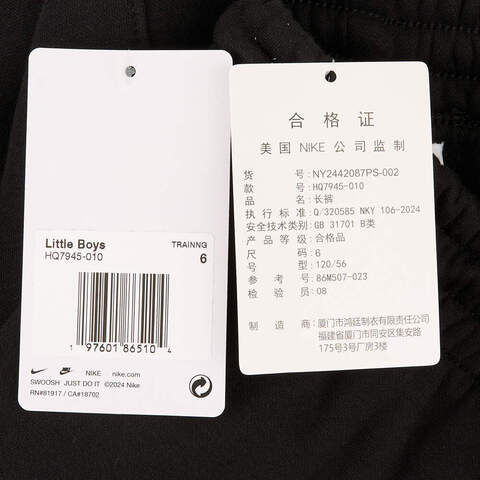 Little Boys
TRAINNG
HQ7945-010
6
1 97601 86510 4
NIKE nike.com
SWOOSH JUST DO IT ©2024 Nike
RN#81917 / CA#18702
合格证
美国 NIKE 公司监制
货号:NY2442087PS-002
款号:HQ7945-010
品名:长裤
执行标准:Q/320585 NKY 106-2024
安全技术类别:GB 31701 B类
产品等级:合格品
尺码:6
号型:120/56
参考号:86M507-023
检验员:08
制造商:厦门市鸿廷制衣有限公司
福建省厦门市同安区集安路
175号3号厂房3楼